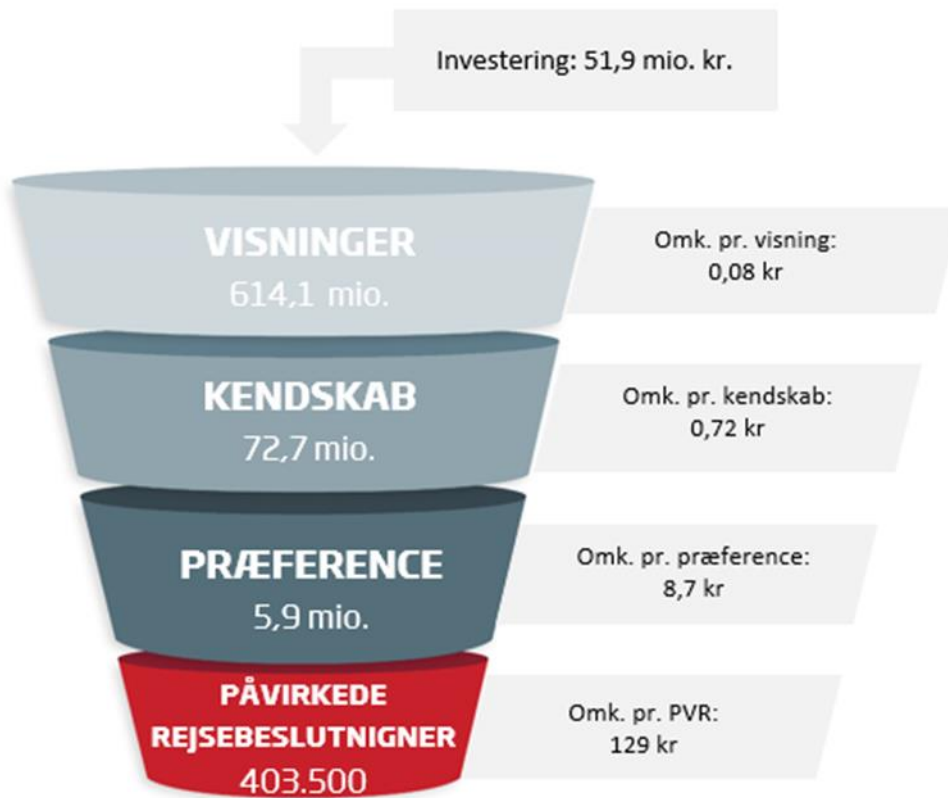 Investering: 51,9 mio. kr.
VISNINGER
614,1 mio.
Omk. pr. visning:
0,08 kr
KENDSKAB
72,7 mio.
Omk. pr. kendskab:
0,72 kr
PRÆFERENCE
5,9 mio.
Omk. pr. præference:
8,7 kr
PÅVIRKEDE
REJSEBESLUTNIGNER
403.500
Omk. pr. PVR:
129 kr